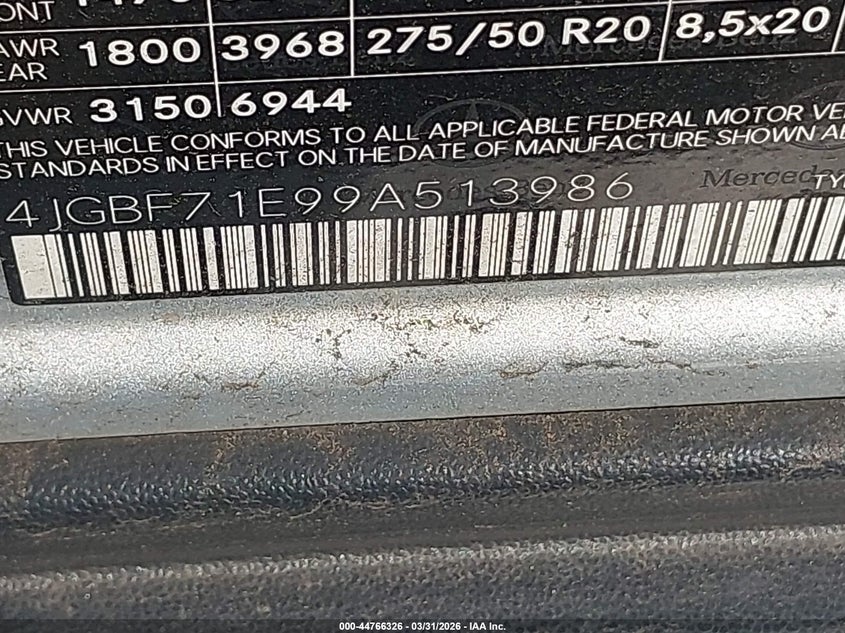 ONT
AWR 1800 3968 275/50 R20 8,5x20
EAR
VWR 3150 6944
THIS VEHICLE CONFORMS TO ALL APPLICABLE FEDERAL MOTOR VE
STANDARDS IN EFFECT ON THE DATE OF MANUFACTURE SHOWN AB
4JGBF71E99A513986 Merced TY
000-44766326 - 03/31/2026 - IAA Inc.